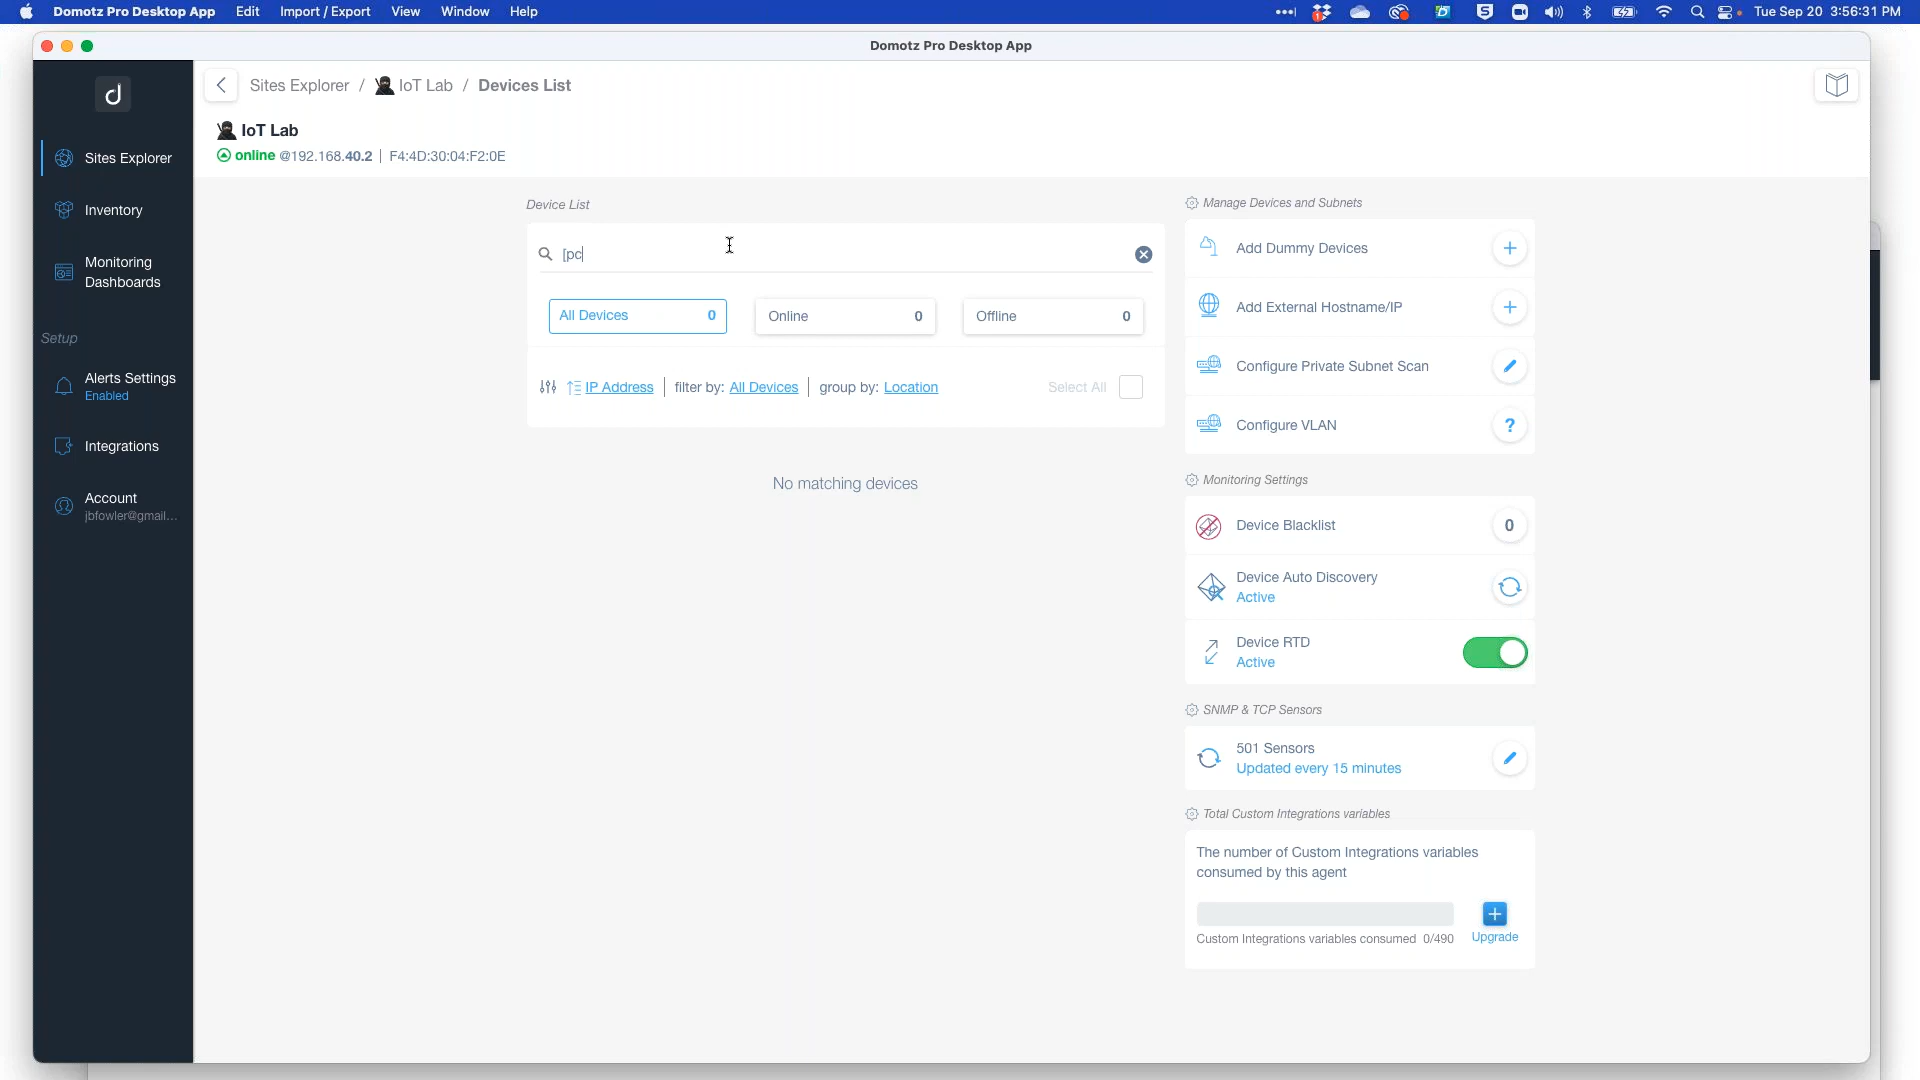 Domotz Pro Desktop App Edit Import / Export View Window Help Tue Sep 20 3:56:31 PM
Domotz Pro Desktop App
Sites Explorer / IoT Lab / Devices List
IoT Lab
online @192.168.40.2 | F4:4D:30:04:F2:0E
Sites Explorer
Inventory
Monitoring
Dashboards
Setup
Alerts Settings
Enabled
Integrations
Account
jbfowler@gmail...
Device List
[pc
All Devices 0 Online 0 Offline 0
IP Address | filter by: All Devices | group by: Location Select All
No matching devices
Manage Devices and Subnets
Add Dummy Devices +
Add External Hostname/IP +
Configure Private Subnet Scan
Configure VLAN ?
Monitoring Settings
Device Blacklist 0
Device Auto Discovery
Active
Device RTD
Active
SNMP & TCP Sensors
501 Sensors
Updated every 15 minutes
Total Custom Integrations variables
The number of Custom Integrations variables
consumed by this agent
Custom Integrations variables consumed 0/490
Upgrade